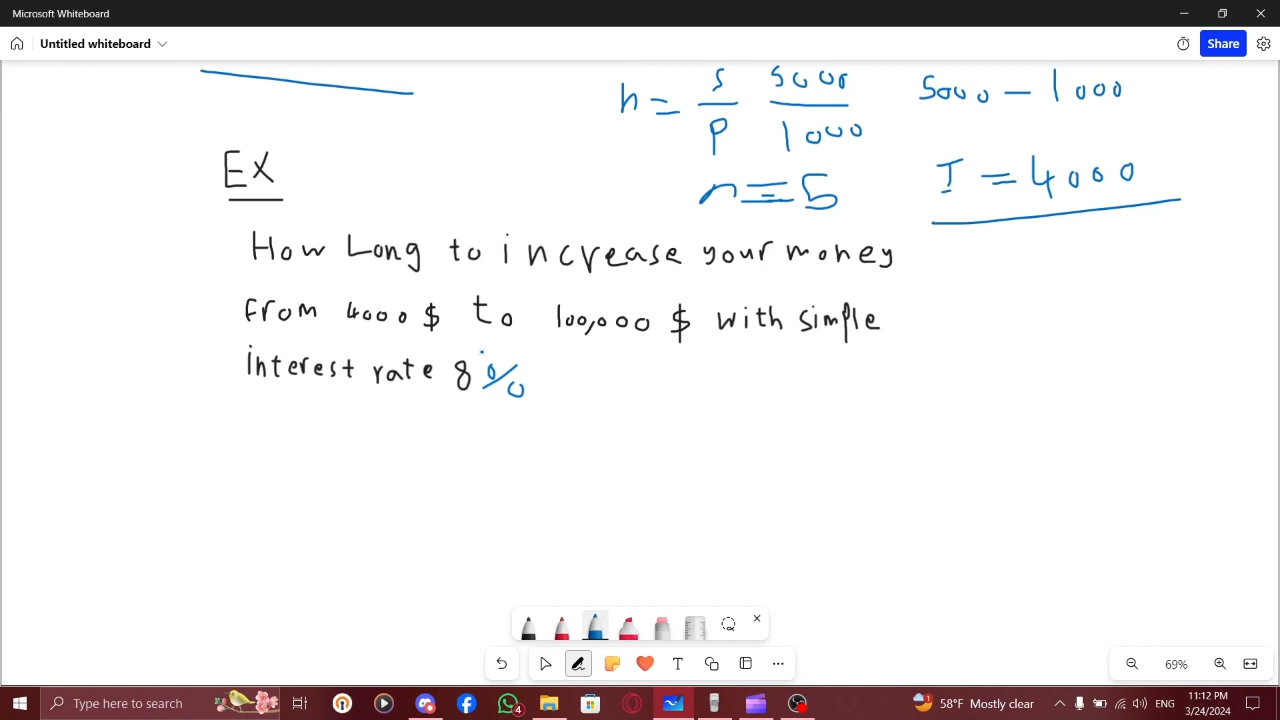 Microsoft Whiteboard
Untitled whiteboard
Share
n = S/P 5000/1000
5000 - 1000
n = 5
I = 4000
EX
How Long to increase your money
From 4000 $ to 100,000 $ with simple
interest rate 8 %
69%
Type here to search
4
1
58°F Mostly clear
ENG
11:12 PM
3/24/2024